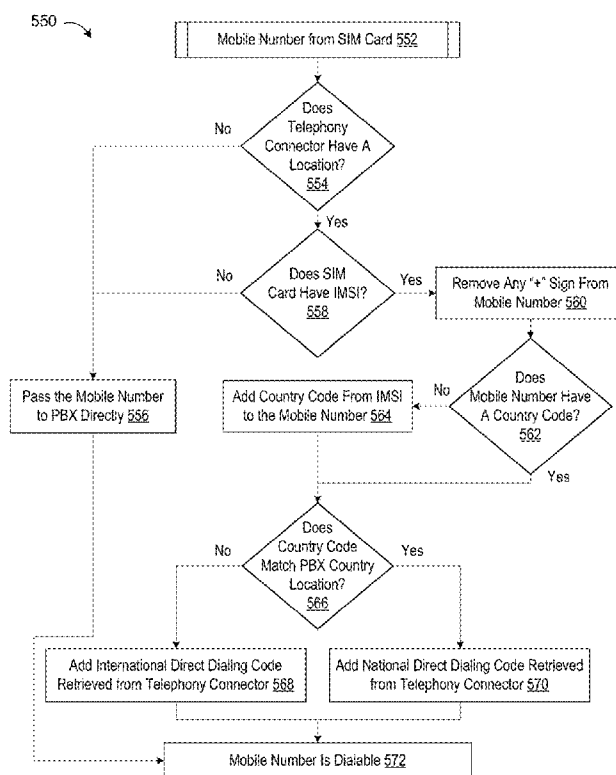 550
Mobile Number from SIM Card 552
Does
Telephony
Connector Have A
Location?
554
No
Yes
Does SIM
Card Have IMSI?
558
No
Yes
Remove Any "+" Sign From
Mobile Number 560
Pass the Mobile Number
to PBX Directly 556
Add Country Code From IMSI
to the Mobile Number 564
No
Does
Mobile Number Have
A Country Code?
562
Yes
Does
Country Code
Match PBX Country
Location?
566
No
Yes
Add International Direct Dialing Code
Retrieved from Telephony Connector 568
Add National Direct Dialing Code Retrieved
from Telephony Connector 570
Mobile Number Is Dialable 572